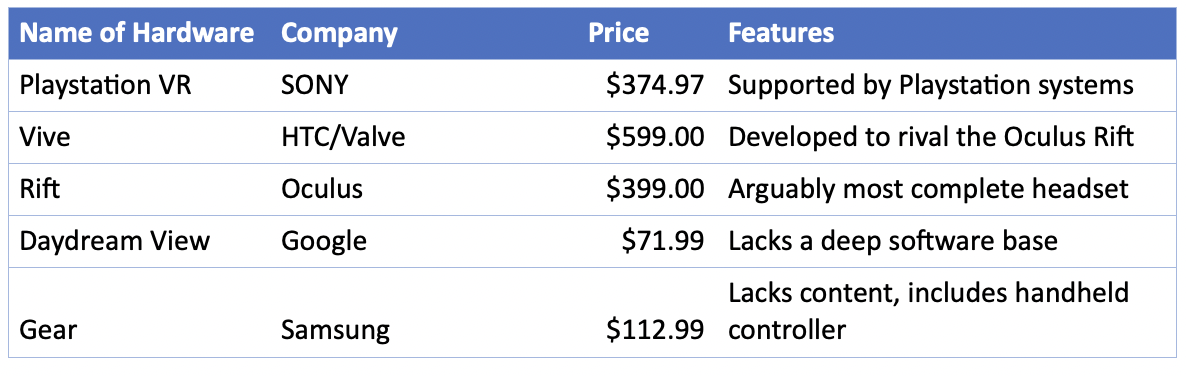 Name of Hardware Company Price Features
Playstation VR SONY $374.97 Supported by Playstation systems
Vive HTC/Valve $599.00 Developed to rival the Oculus Rift
Rift Oculus $399.00 Arguably most complete headset
Daydream View Google $71.99 Lacks a deep software base
Lacks content, includes handheld
Gear Samsung $112.99 controller